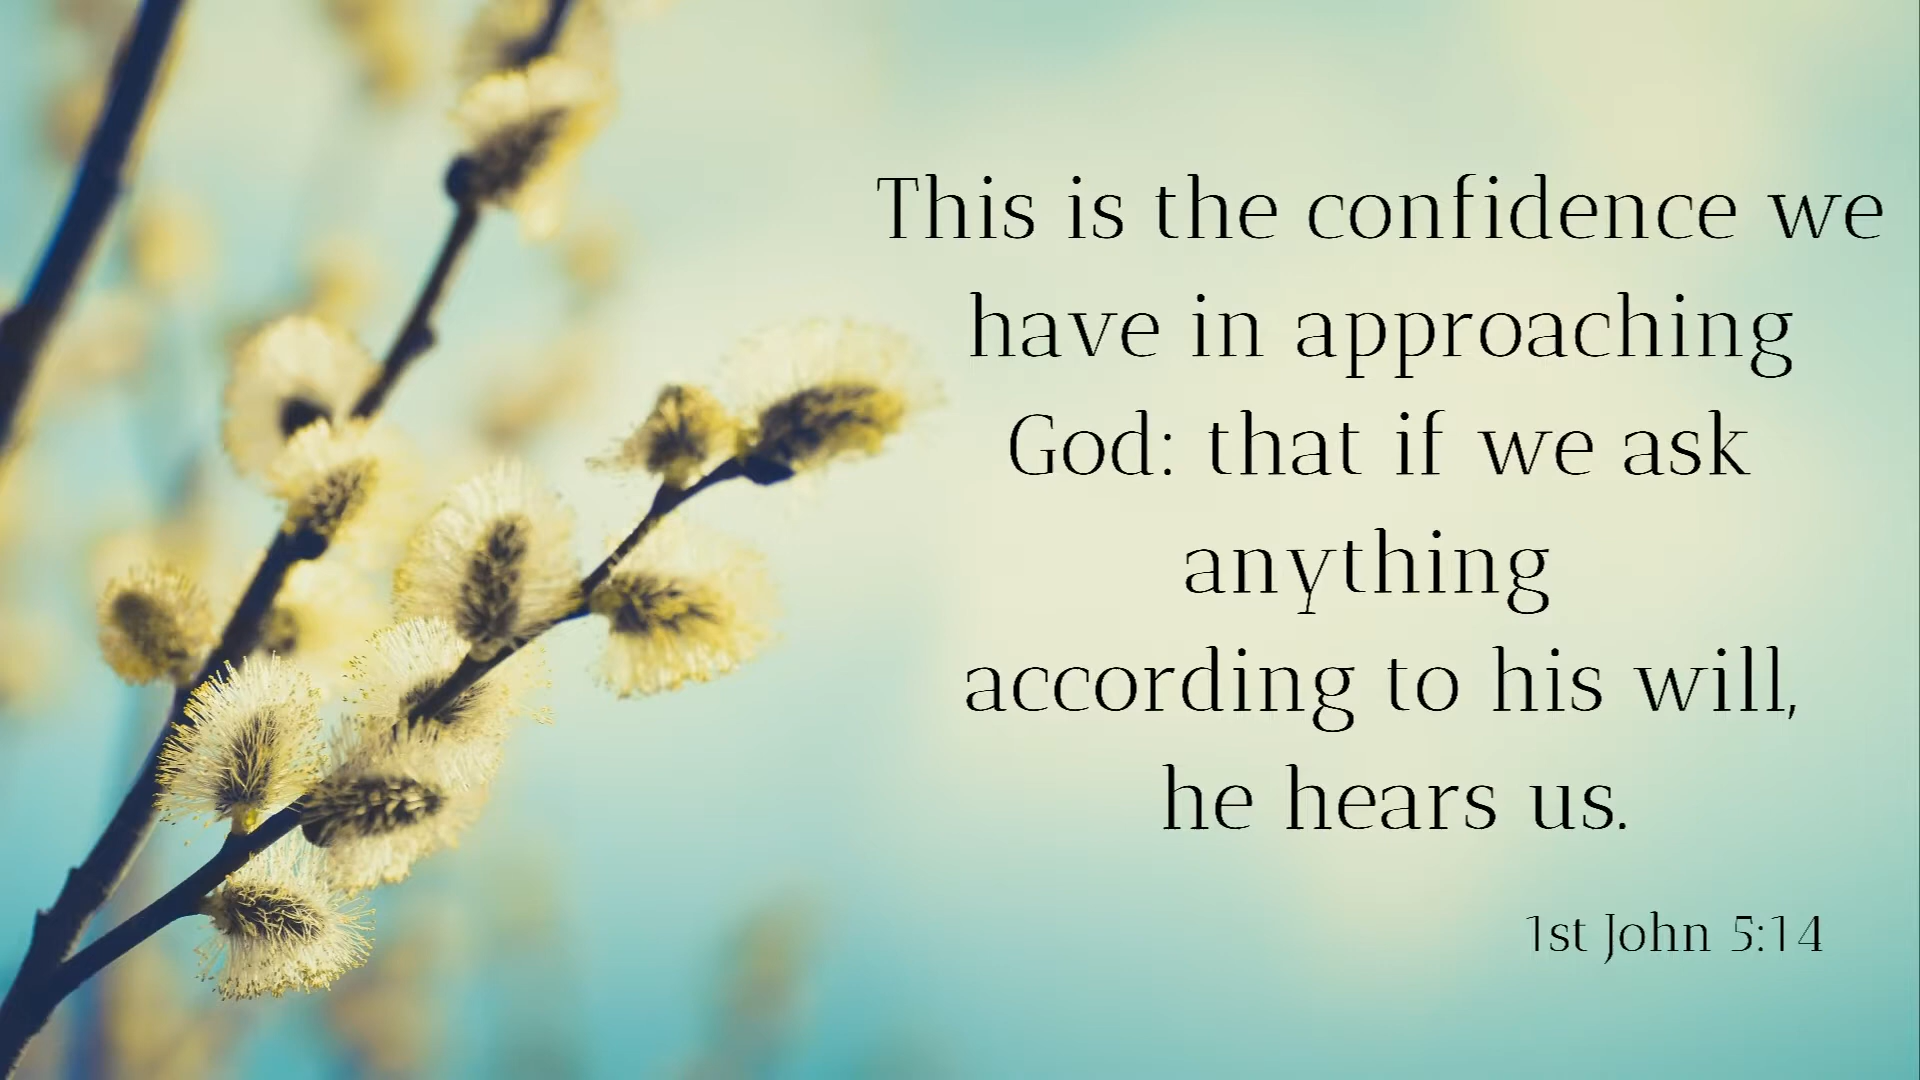 This is the confidence we
have in approaching
God: that if we ask
anything
according to his will,
he hears us.
1st John 5:14